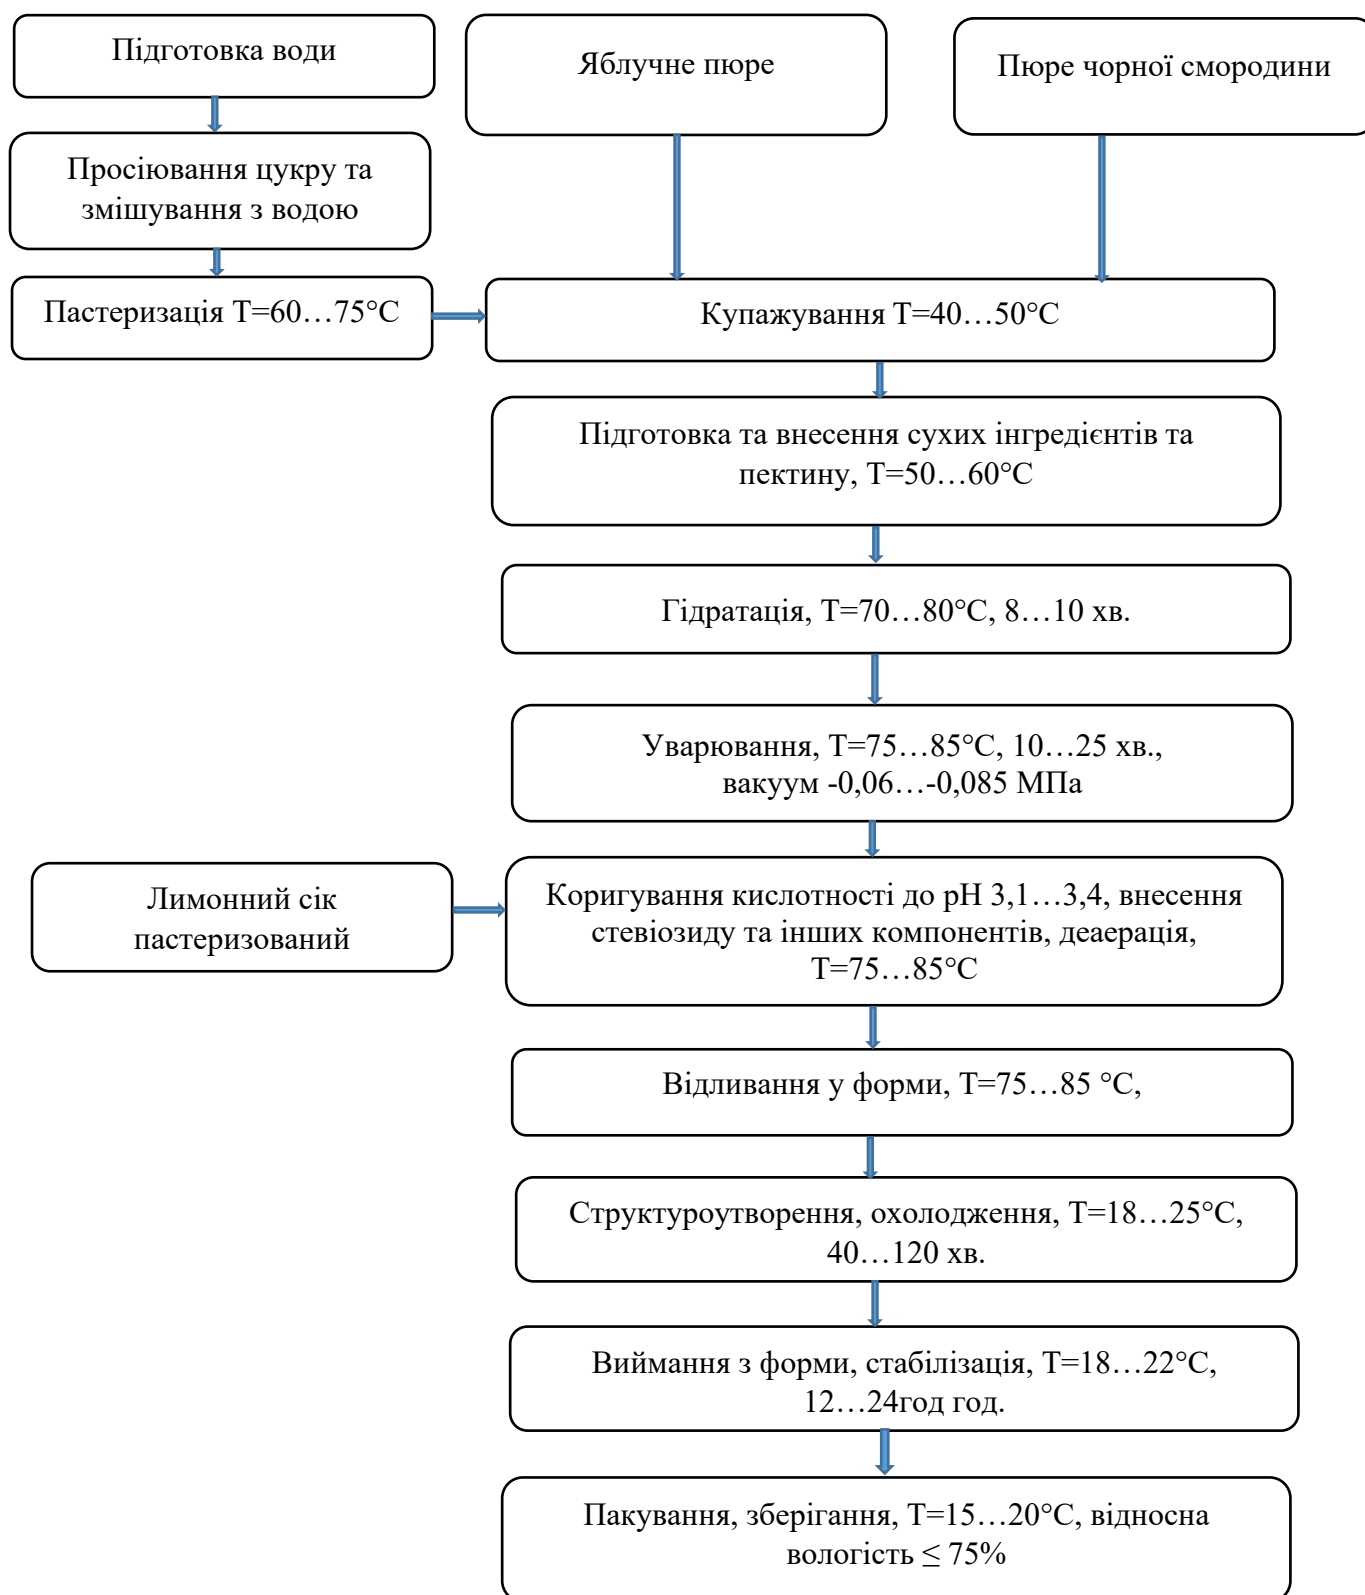 Підготовка води
Яблучне пюре
Пюре чорної смородини
Просіювання цукру та
змішування з водою
Пастеризація Т=60…75°С
Купажування Т=40…50°С
Підготовка та внесення сухих інгредієнтів та
пектину, Т=50…60°С
Гідратація, Т=70…80°С, 8…10 хв.
Уварювання, Т=75…85°С, 10…25 хв.,
вакуум -0,06…-0,085 МПа
Лимонний сік
пастеризований
Коригування кислотності до рН 3,1…3,4, внесення
стевіозиду та інших компонентів, деаерація,
Т=75…85°С
Відливання у форми, Т=75…85 °С,
Структуроутворення, охолодження, Т=18…25°С,
40…120 хв.
Виймання з форми, стабілізація, Т=18…22°С,
12…24год год.
Пакування, зберігання, Т=15…20°С, відносна
вологість ≤ 75%